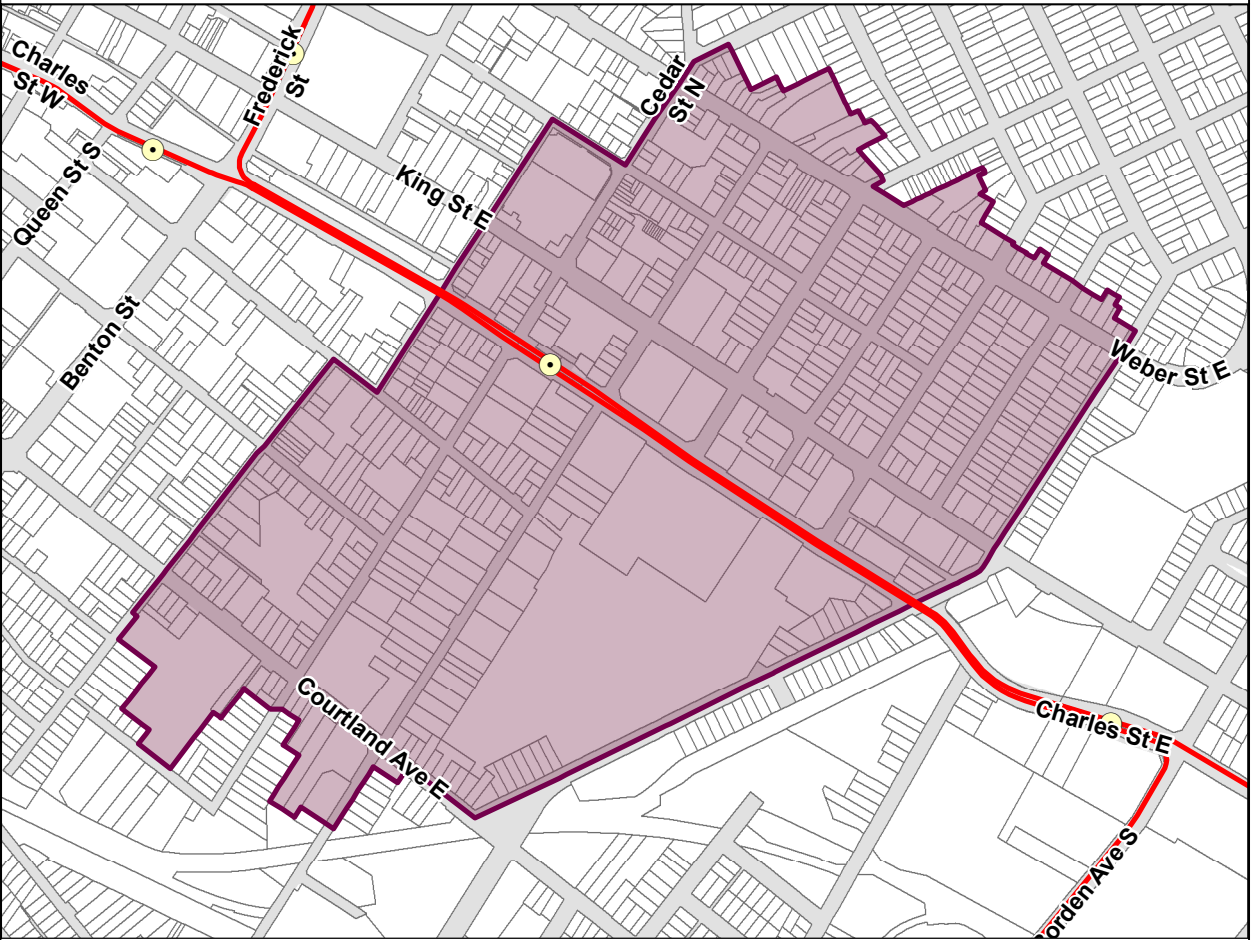 Charles
St W
Frederick
St
Cedar
St N
Queen St S
King St E
Benton St
Weber St E
Courtland Ave E
Charles St E
Borden Ave S